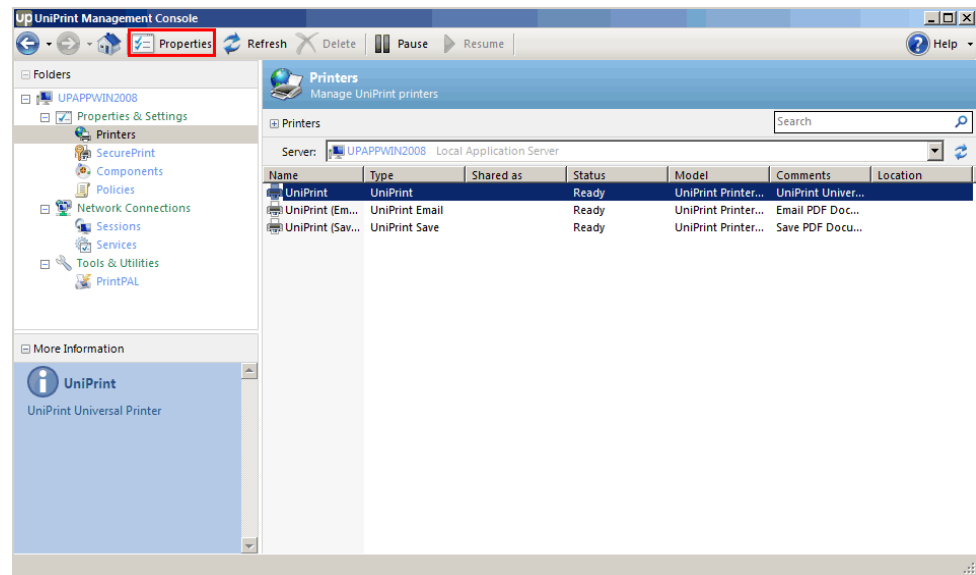 UP UniPrint Management Console
Properties Refresh Delete Pause Resume Help
Folders
UPAPPWIN2008
Properties & Settings
Printers
SecurePrint
Components
Policies
Network Connections
Sessions
Services
Tools & Utilities
PrintPAL
More Information
UniPrint
UniPrint Universal Printer
Printers
Manage UniPrint printers
Printers Search
Server: UPAPPWIN2008 Local Application Server
Name Type Shared as Status Model Comments Location
UniPrint UniPrint Ready UniPrint Printer... UniPrint Univer...
UniPrint (Em... UniPrint Email Ready UniPrint Printer... Email PDF Doc...
UniPrint (Sav... UniPrint Save Ready UniPrint Printer... Save PDF Docu...